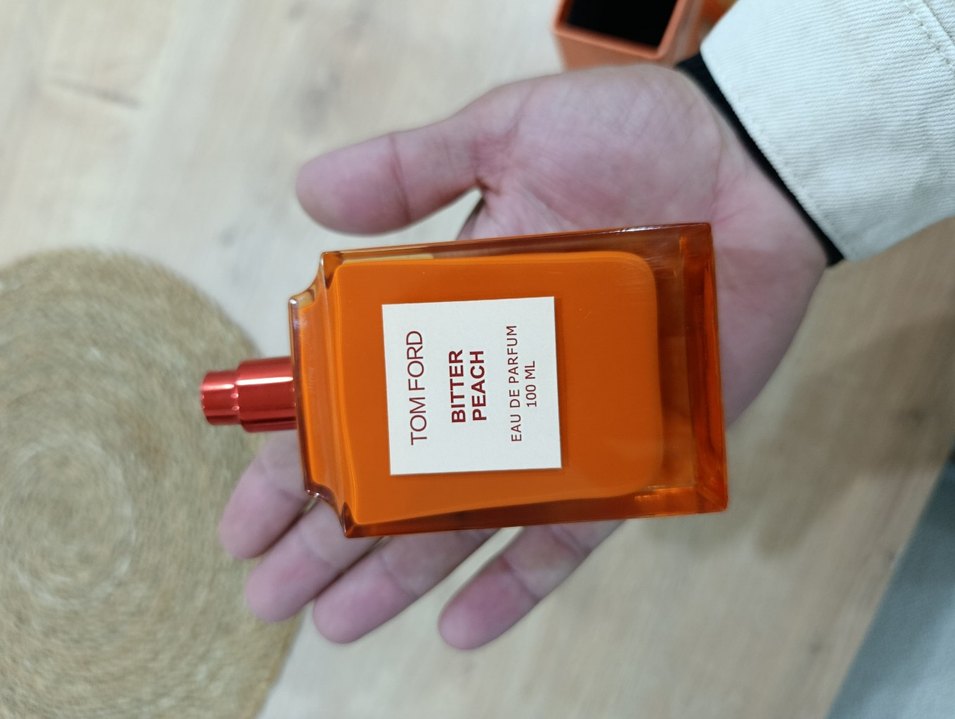 TOM FORD
BITTER
PEACH
EAU DE PARFUM
100 ML